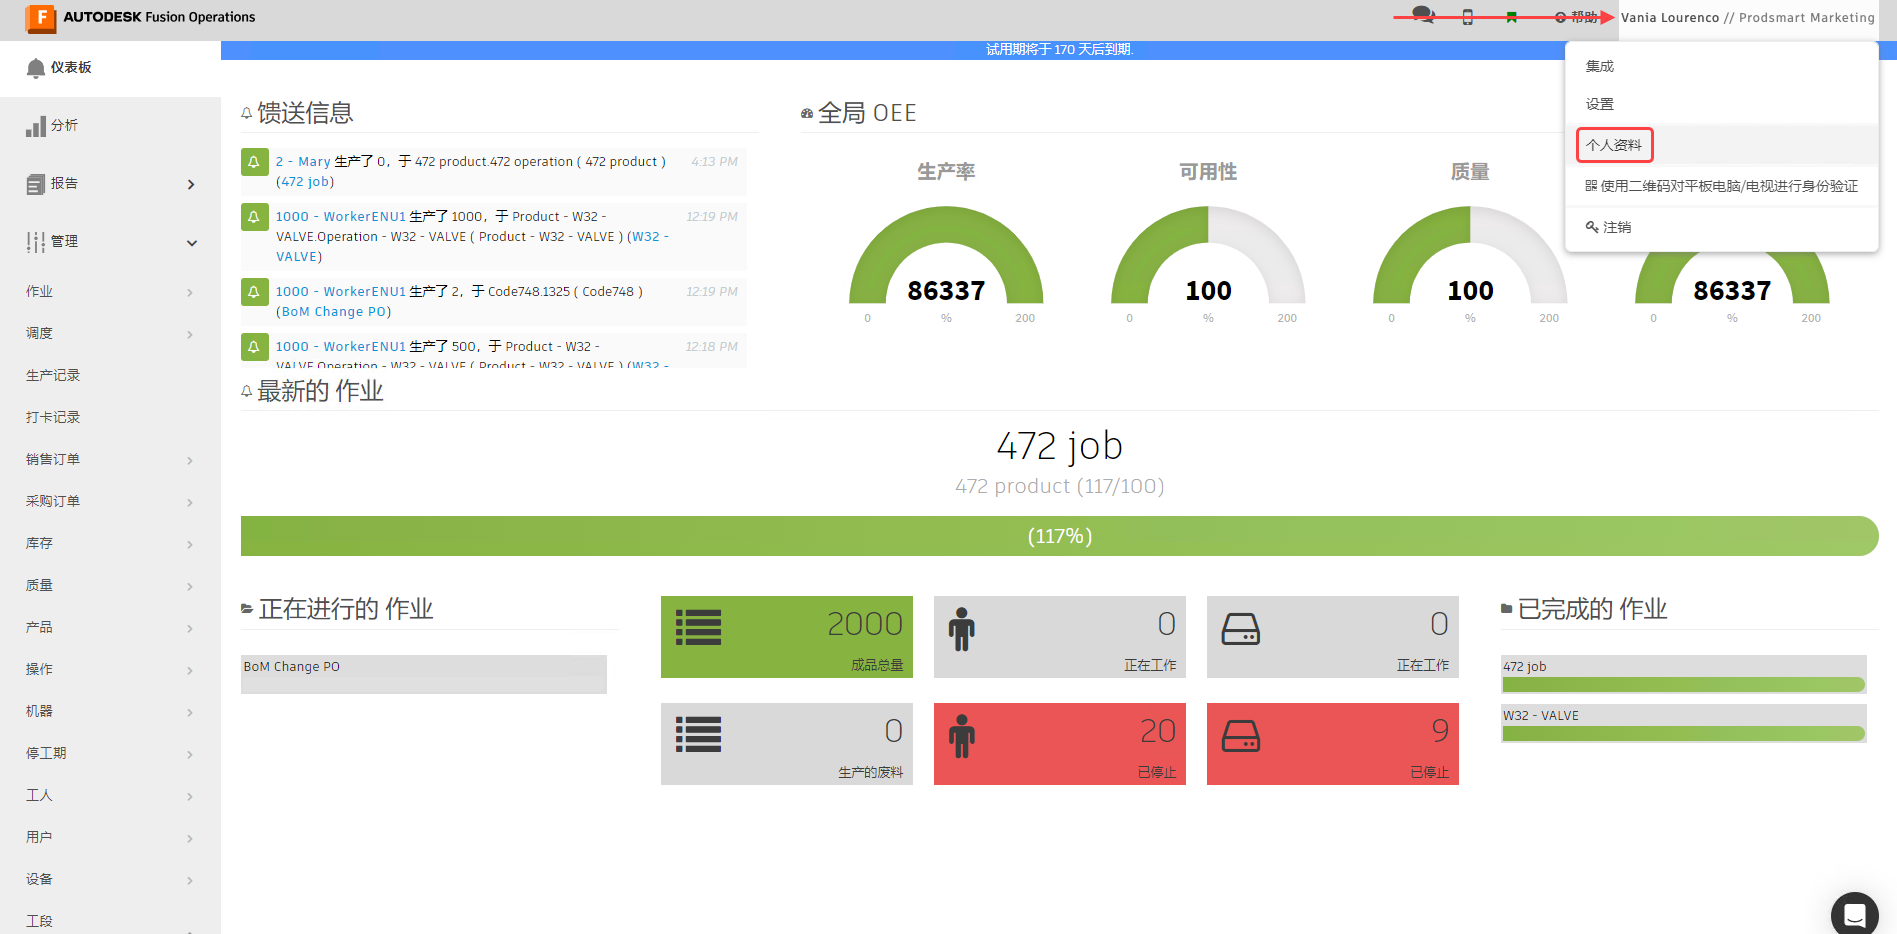 AUTODESK Fusion Operations
帮助
Vania Lourenco // Prodsmart Marketing
试用期将于 170 天后到期.
集成
设置
个人资料
使用二维码对平板电脑/电视进行身份验证
注销
仪表板
分析
报告
管理
作业
调度
生产记录
打卡记录
销售订单
采购订单
库存
质量
产品
操作
机器
停工期
工人
用户
设备
工段
馈送信息
2 - Mary 生产了 0，于 472 product.472 operation ( 472 product )
(472 job)
4:13 PM
1000 - WorkerENU1 生产了 1000，于 Product - W32 -
VALVE.Operation - W32 - VALVE ( Product - W32 - VALVE ) (W32 -
VALVE)
12:19 PM
1000 - WorkerENU1 生产了 2，于 Code748.1325 ( Code748 )
(BoM Change PO)
12:19 PM
1000 - WorkerENU1 生产了 500，于 Product - W32 -
VALVE.Operation - W32 - VALVE ( Product - W32 - VALVE ) (W32 -
12:18 PM
全局 OEE
生产率
86337
0 % 200
可用性
100
0 % 200
质量
100
0 % 200
86337
0 % 200
最新的 作业
472 job
472 product (117/100)
(117%)
正在进行的 作业
BoM Change PO
2000
成品总量
0
正在工作
0
正在工作
0
生产的废料
20
已停止
9
已停止
已完成的 作业
472 job
W32 - VALVE